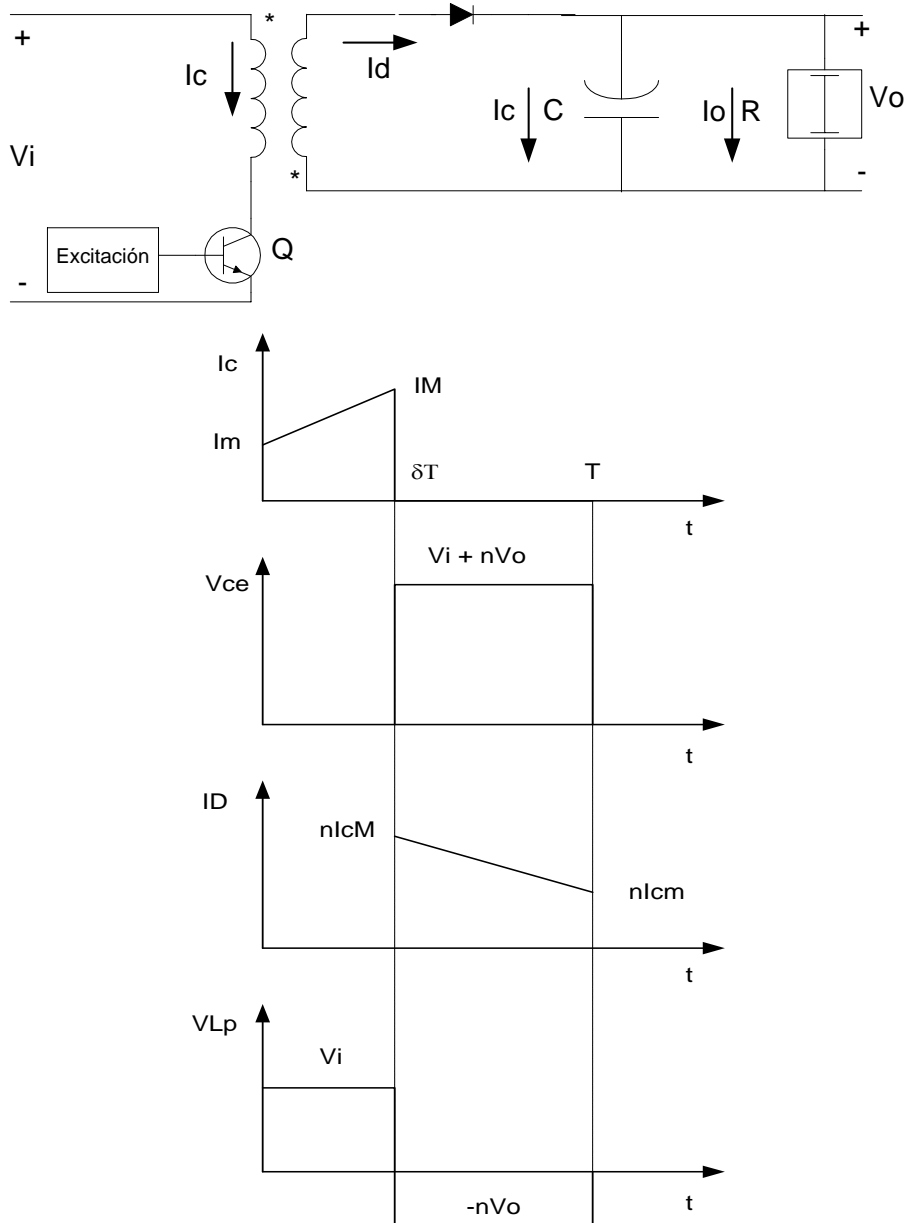 + * +
Ic Id Ic C Io R Vo
Vi
* -
Excitación Q
-
Ic
IM
Im
δT T
t
Vi + nVo
Vce
t
ID
nIcM
nIcm
t
VLp
Vi
t
-nVo